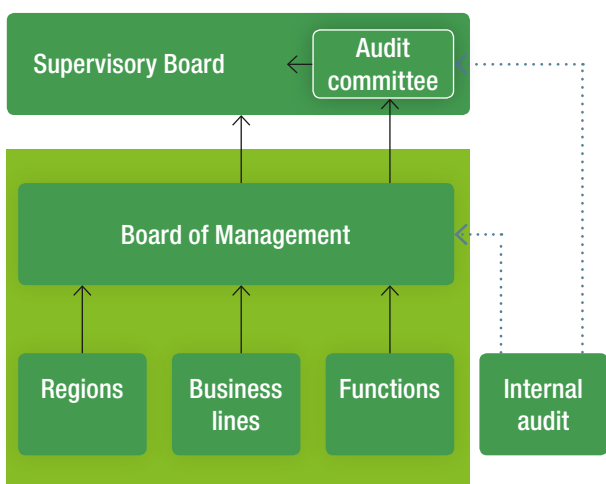 Supervisory Board
Audit
committee
Board of Management
Regions
Business
lines
Functions
Internal
audit